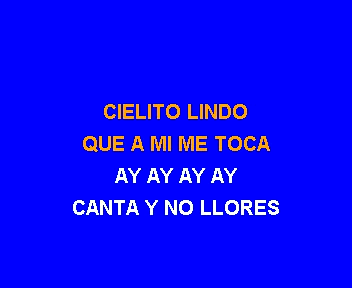 CIELITO LINDO
QUE A MI ME TOCA
AY AY AY AY
CANTA Y NO LLORES